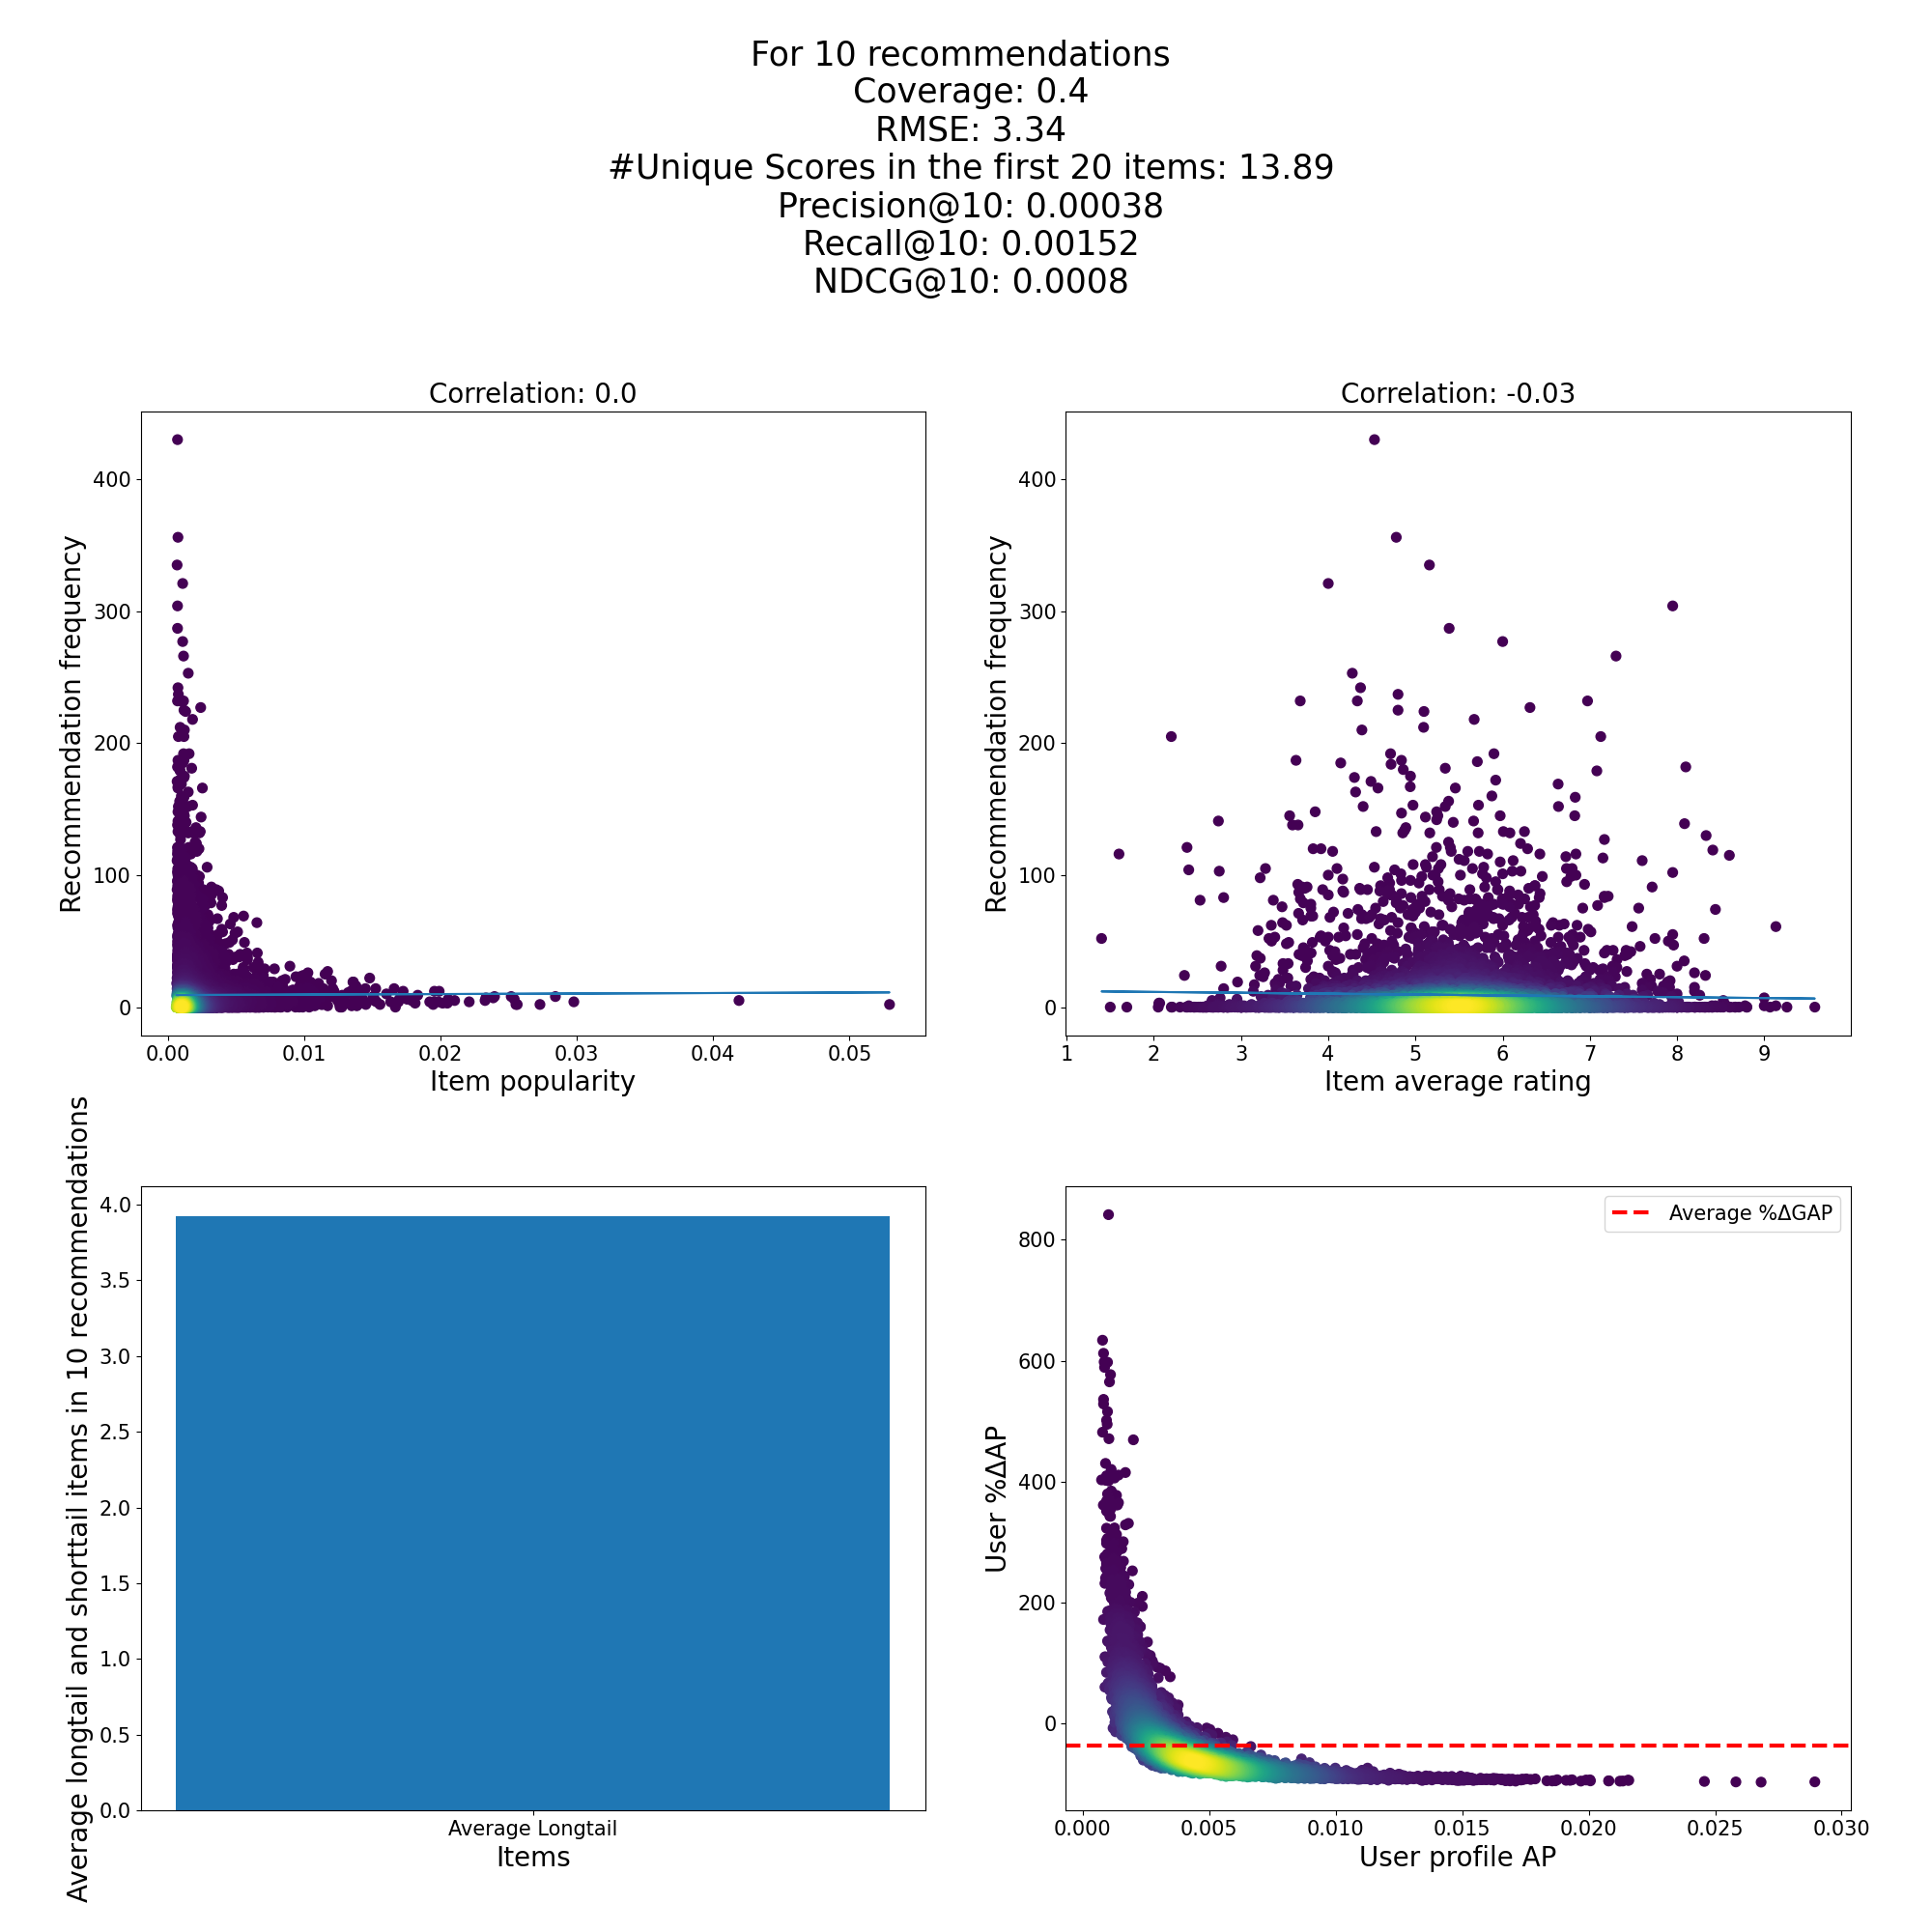 For 10 recommendations
Coverage: 0.4
RMSE: 3.34
#Unique Scores in the first 20 items: 13.89
Precision@10: 0.00038
Recall@10: 0.00152
NDCG@10: 0.0008
Correlation: 0.0
Recommendation frequency
400
300
200
100
0
0.00 0.01 0.02 0.03 0.04 0.05
Item popularity
Correlation: -0.03
Recommendation frequency
400
300
200
100
0
1 2 3 4 5 6 7 8 9
Item average rating
Average longtail and shorttail items in 10 recommendations
4.0
3.5
3.0
2.5
2.0
1.5
1.0
0.5
0.0
Average Longtail
Items
Average %ΔGAP
User %ΔAP
800
600
400
200
0
0.000 0.005 0.010 0.015 0.020 0.025 0.030
User profile AP